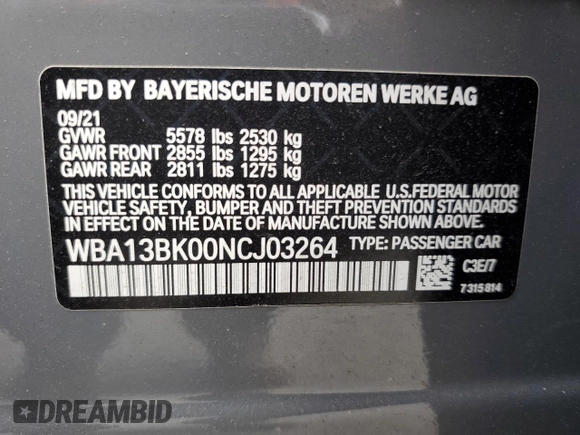 MFD BY BAYERISCHE MOTOREN WERKE AG
09/21
GVWR 5578 lbs 2530 kg
GAWR FRONT 2855 lbs 1295 kg
GAWR REAR 2811 lbs 1275 kg
THIS VEHICLE CONFORMS TO ALL APPLICABLE U.S.FEDERAL MOTOR
VEHICLE SAFETY, BUMPER AND THEFT PREVENTION STANDARDS
IN EFFECT ON THE DATE OF MANUFACTURE SHOWN ABOVE.
WBA13BK00NCJ03264 TYPE: PASSENGER CAR
C3E/7
7315814
DREAMBID